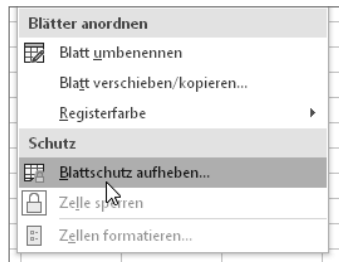 Blätter anordnen
Blatt umbenennen
Blatt verschieben/kopieren...
Registerfarbe
Schutz
Blattschutz aufheben...
Zelle sperren
Zellen formatieren...